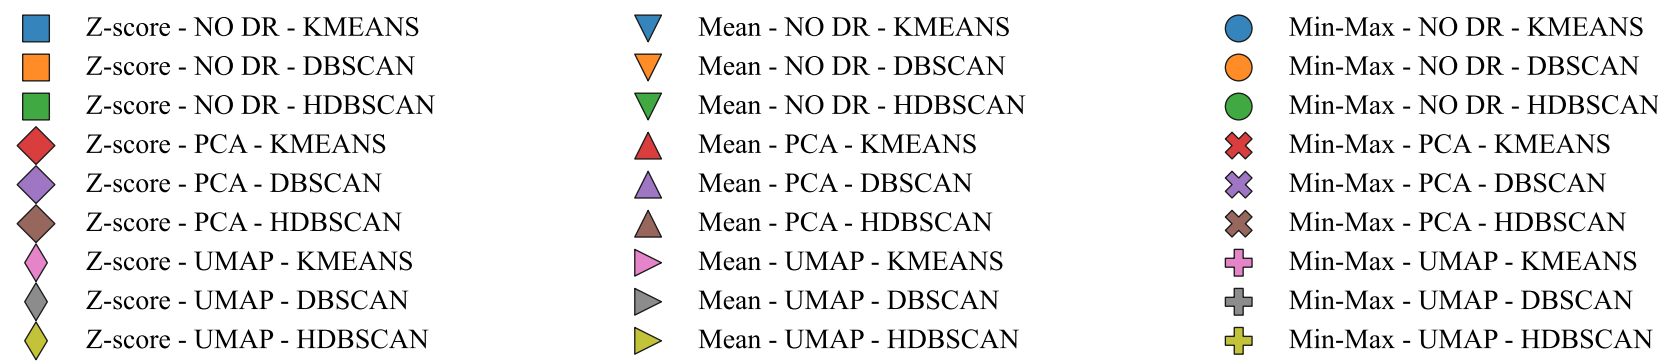 Z-score - NO DR - KMEANS
Z-score - NO DR - DBSCAN
Z-score - NO DR - HDBSCAN
Z-score - PCA - KMEANS
Z-score - PCA - DBSCAN
Z-score - PCA - HDBSCAN
Z-score - UMAP - KMEANS
Z-score - UMAP - DBSCAN
Z-score - UMAP - HDBSCAN
Mean - NO DR - KMEANS
Mean - NO DR - DBSCAN
Mean - NO DR - HDBSCAN
Mean - PCA - KMEANS
Mean - PCA - DBSCAN
Mean - PCA - HDBSCAN
Mean - UMAP - KMEANS
Mean - UMAP - DBSCAN
Mean - UMAP - HDBSCAN
Min-Max - NO DR - KMEANS
Min-Max - NO DR - DBSCAN
Min-Max - NO DR - HDBSCAN
Min-Max - PCA - KMEANS
Min-Max - PCA - DBSCAN
Min-Max - PCA - HDBSCAN
Min-Max - UMAP - KMEANS
Min-Max - UMAP - DBSCAN
Min-Max - UMAP - HDBSCAN